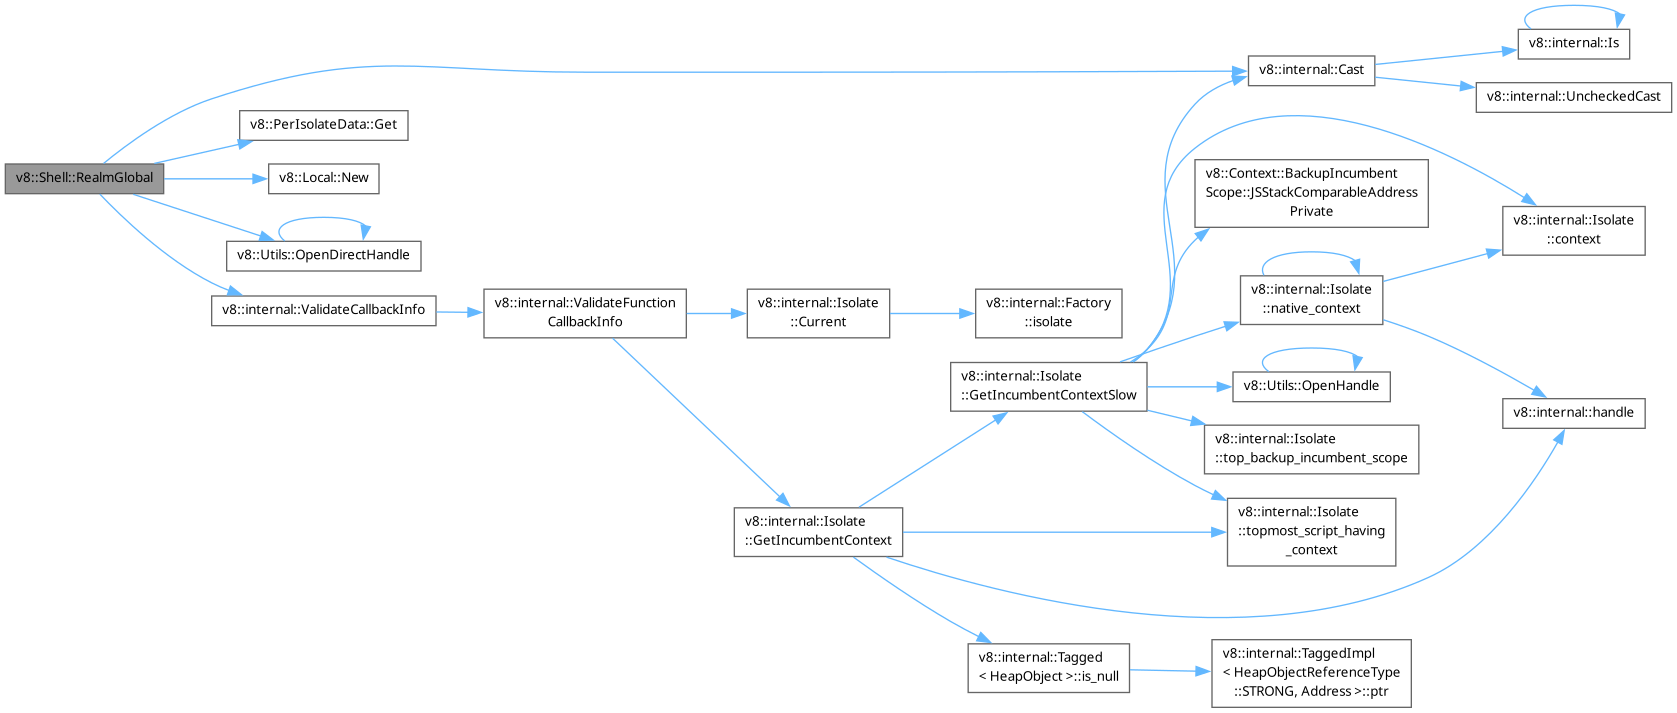 v8::Shell::RealmGlobal
v8::PerIsolateData::Get
v8::Local::New
v8::Utils::OpenDirectHandle
v8::internal::ValidateCallbackInfo
v8::internal::ValidateFunction
CallbackInfo
v8::internal::Isolate
::Current
v8::internal::Factory
::isolate
v8::internal::Isolate
::GetIncumbentContext
v8::internal::Isolate
::GetIncumbentContextSlow
v8::internal::Tagged
< HeapObject >::is_null
v8::internal::Cast
v8::Context::BackupIncumbent
Scope::JSStackComparableAddress
Private
v8::internal::Isolate
::native_context
v8::Utils::OpenHandle
v8::internal::Isolate
::top_backup_incumbent_scope
v8::internal::Isolate
::topmost_script_having
_context
v8::internal::TaggedImpl
< HeapObjectReferenceType
::STRONG, Address >::ptr
v8::internal::Is
v8::internal::UncheckedCast
v8::internal::Isolate
::context
v8::internal::handle